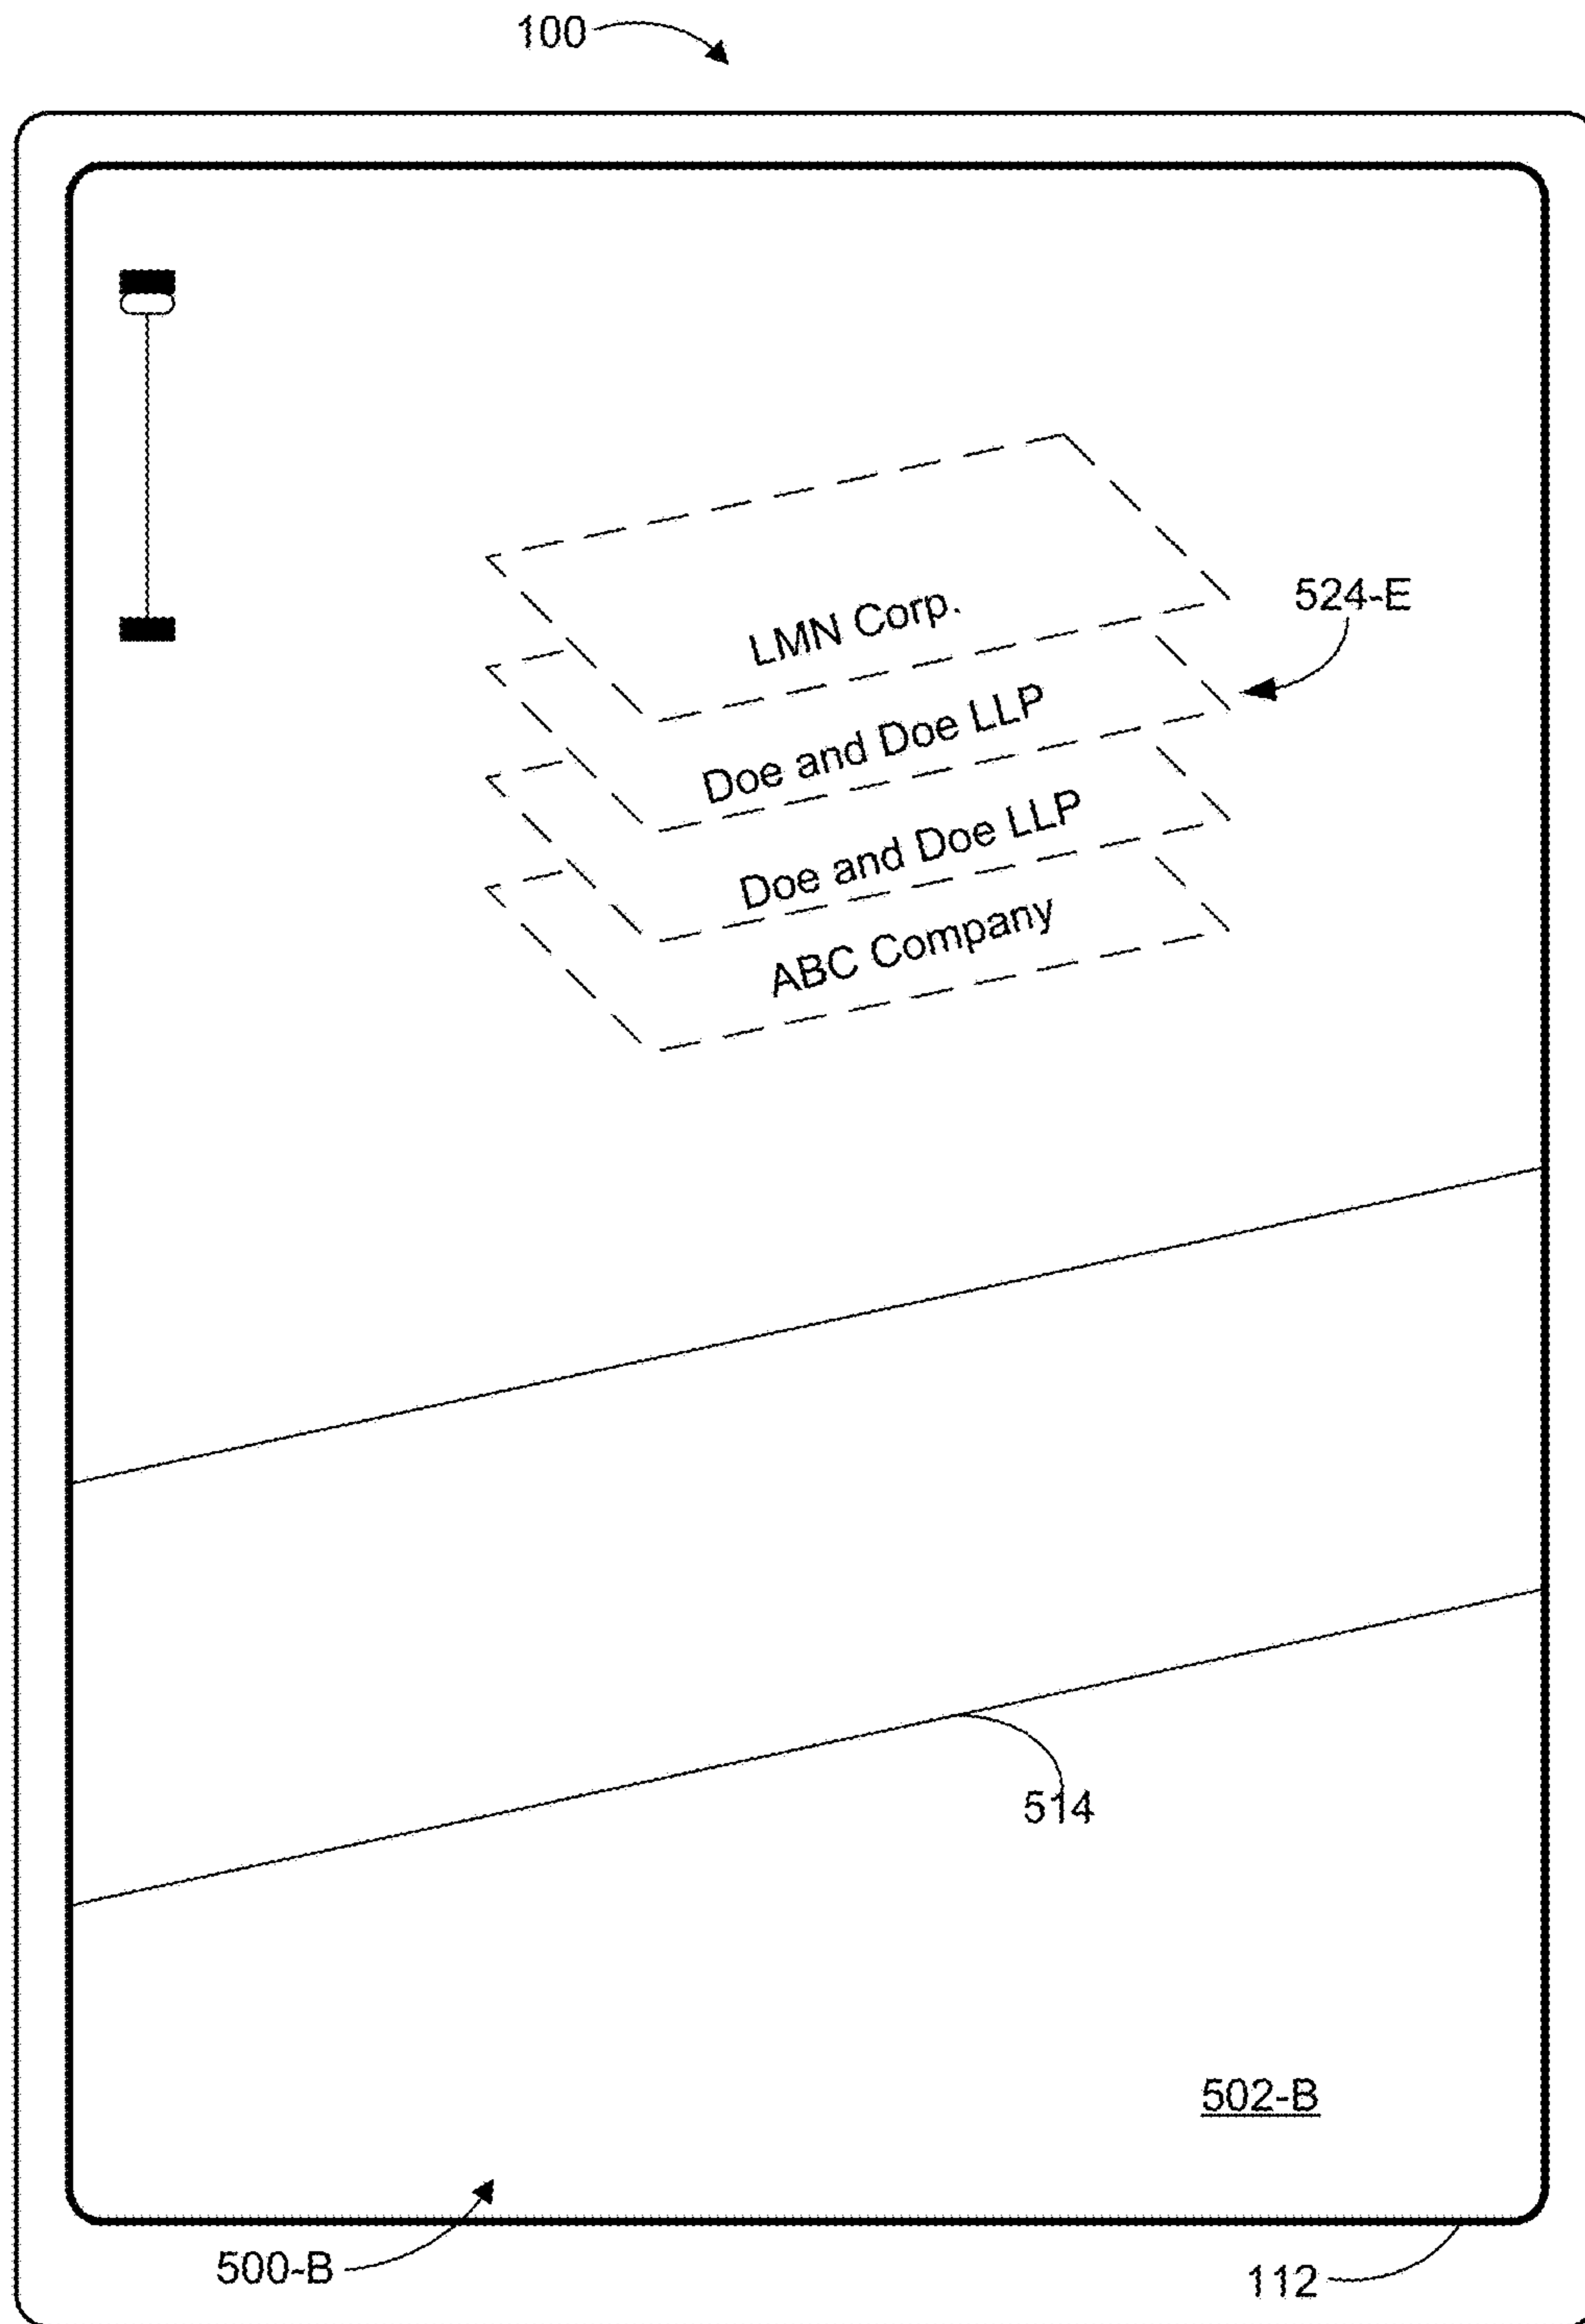 100
LMN Corp.
524-E
Doe and Doe LLP
Doe and Doe LLP
ABC Company
514
502-B
500-B
112